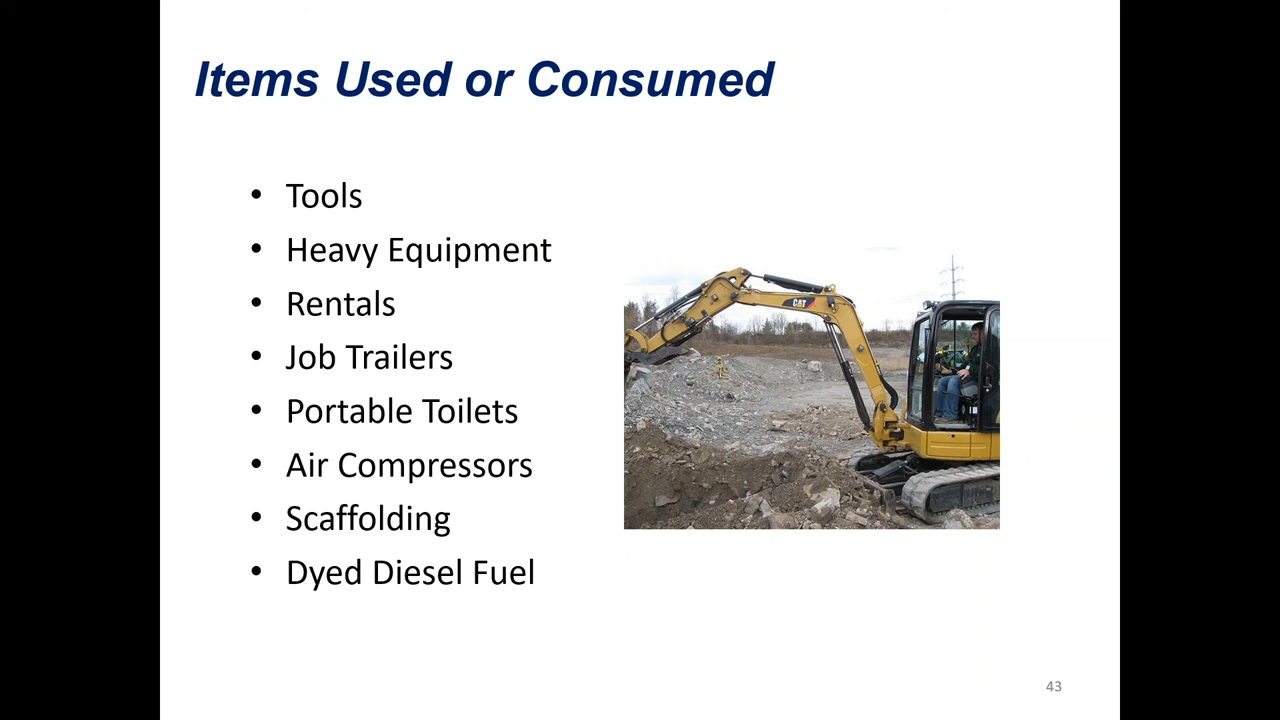 Items Used or Consumed
• Tools
• Heavy Equipment
• Rentals
• Job Trailers
• Portable Toilets
• Air Compressors
• Scaffolding
• Dyed Diesel Fuel
CAT
43